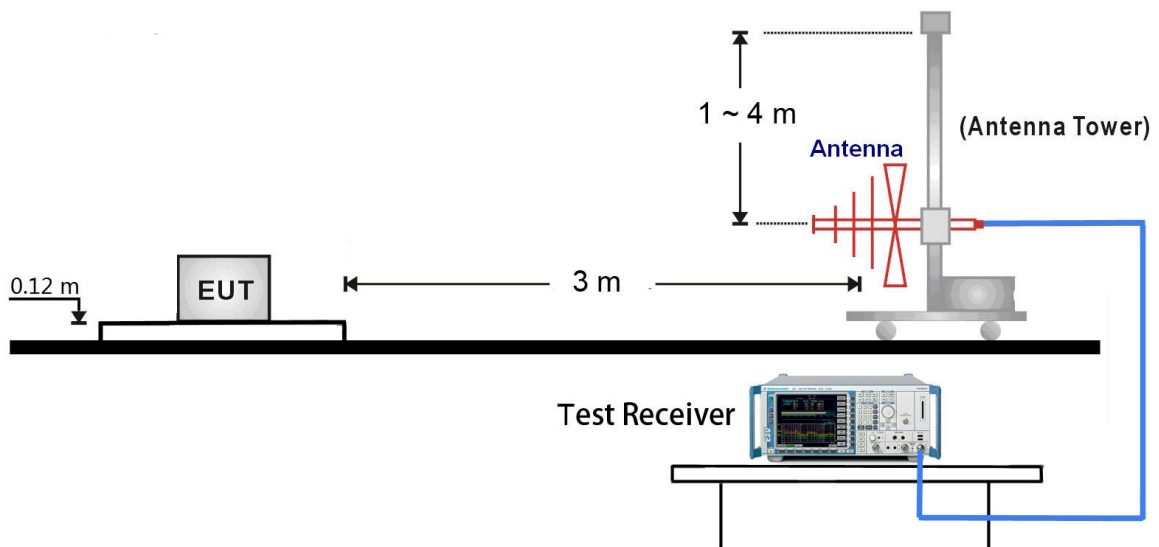 1 ~ 4 m
(Antenna Tower)
Antenna
0.12 m
EUT
3 m
Test Receiver